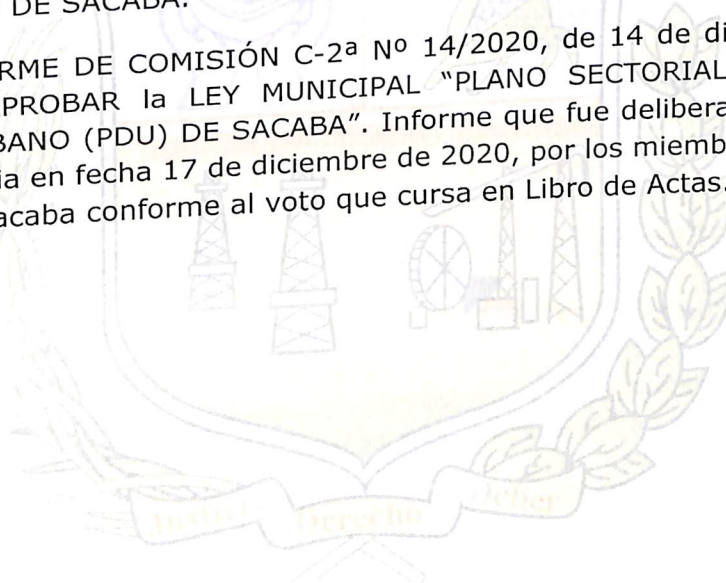 DE SACABA.
RME DE COMISIÓN C-2ª Nº 14/2020, de 14 de di
PROBAR la LEY MUNICIPAL "PLANO SECTORIAL
BANO (PDU) DE SACABA". Informe que fue delibera
ia en fecha 17 de diciembre de 2020, por los miemb
acaba conforme al voto que cursa en Libro de Actas.
Justicia Derecho Deber